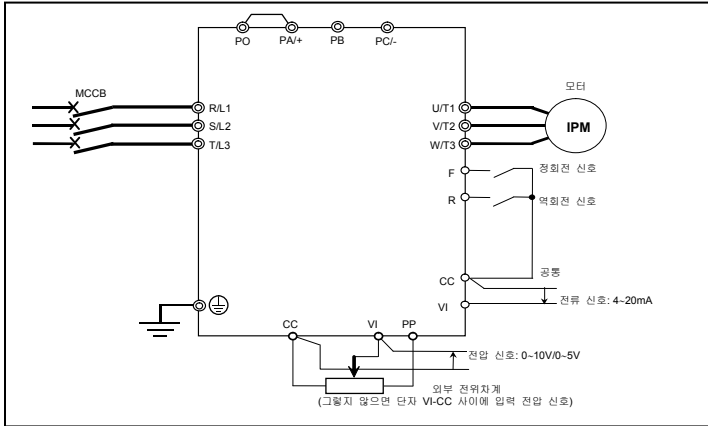 PO PA/+ PB PC/-
MCCB
모터
R/L1 U/T1
S/L2 V/T2 IPM
T/L3 W/T3
F 정회전 신호
R 역회전 신호
CC 공통
VI 전류 신호: 4~20mA
CC VI PP
전압 신호: 0~10V/0~5V
외부 전위차계
(그렇지 않으면 단자 VI-CC 사이에 입력 전압 신호)